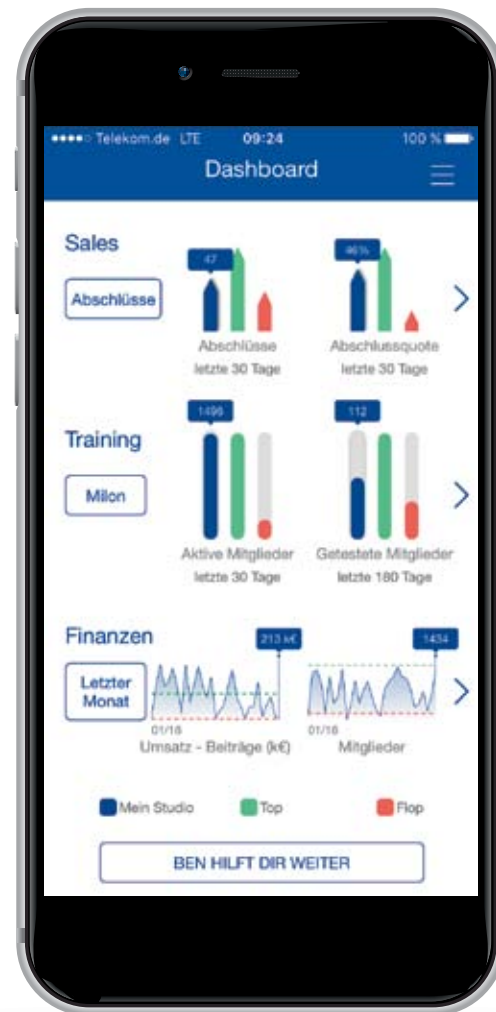 Telekom.de LTE 09:24 100 %
Dashboard
Sales
Abschlüsse
47
46%
Abschlüsse
letzte 30 Tage
Abschlussquote
letzte 30 Tage
Training
Milon
1496
112
Aktive Mitglieder
letzte 30 Tage
Getestete Mitglieder
letzte 180 Tage
Finanzen
Letzter
Monat
213 k€
1434
01/16
01/16
Umsatz - Beiträge (k€)
Mitglieder
Mein Studio
Top
Flop
BEN HILFT DIR WEITER